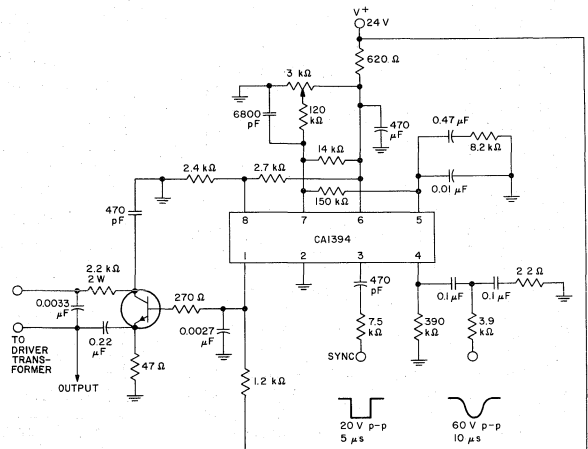 V+
24 V
620 Ω
3 kΩ
6800
pF
120
kΩ
470
μF
0.47 μF
8.2 kΩ
14 kΩ
0.01 μF
2.4 kΩ
2.7 kΩ
150 kΩ
470
pF
8 7 6 5
CA1394
1 2 3 4
2.2 kΩ
2 W
270 Ω
470
pF
0.1 μF
0.1 μF
22Ω
0.0033
μF
0.0027
μF
7.5
kΩ
390
kΩ
3.9
kΩ
TO
DRIVER
TRANS-
FORMER
0.22
μF
SYNC
OUTPUT
47 Ω
1.2 kΩ
20 V p-p
5 μs
60 V p-p
10 μs